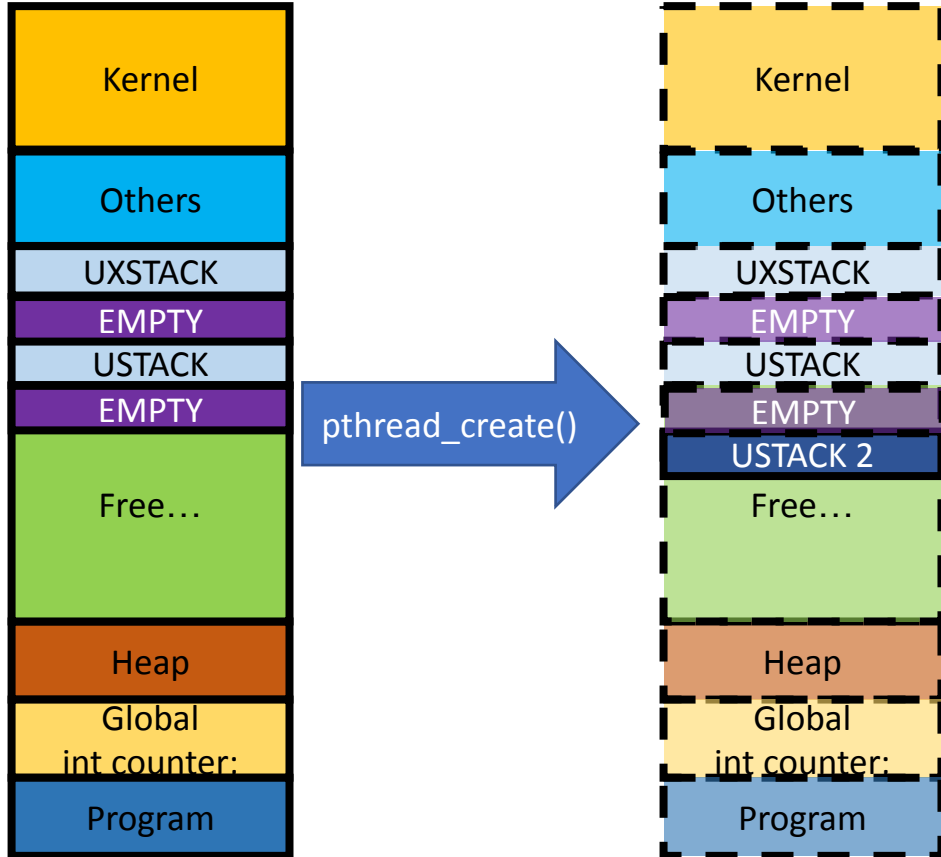 Kernel
Others
UXSTACK
EMPTY
USTACK
EMPTY
Free…
Heap
Global
int counter:
Program
pthread_create()
Kernel
Others
UXSTACK
EMPTY
USTACK
EMPTY
USTACK 2
Free…
Heap
Global
int counter:
Program